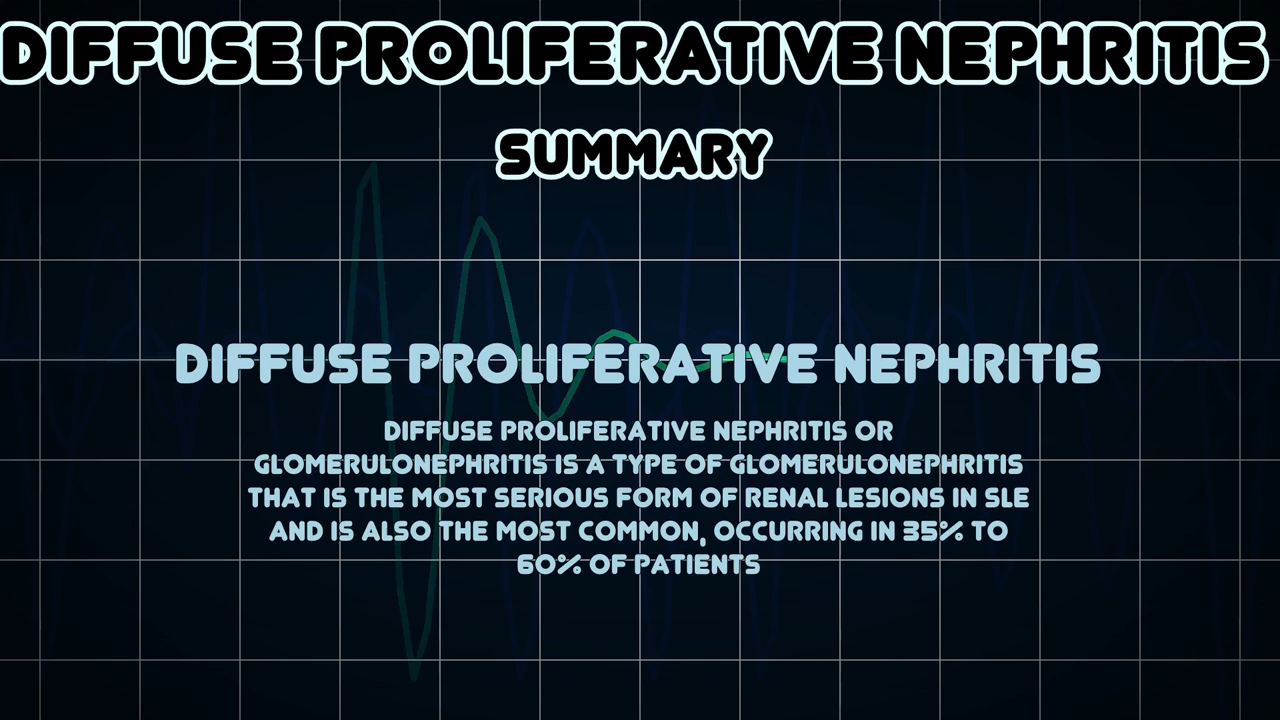 DIFFUSE PROLIFERATIVE NEPHRITIS
SUMMARY
DIFFUSE PROLIFERATIVE NEPHRITIS
DIFFUSE PROLIFERATIVE NEPHRITIS OR
GLOMERULONEPHRITIS IS A TYPE OF GLOMERULONEPHRITIS
THAT IS THE MOST SERIOUS FORM OF RENAL LESIONS IN SLE
AND IS ALSO THE MOST COMMON, OCCURRING IN 35% TO
60% OF PATIENTS